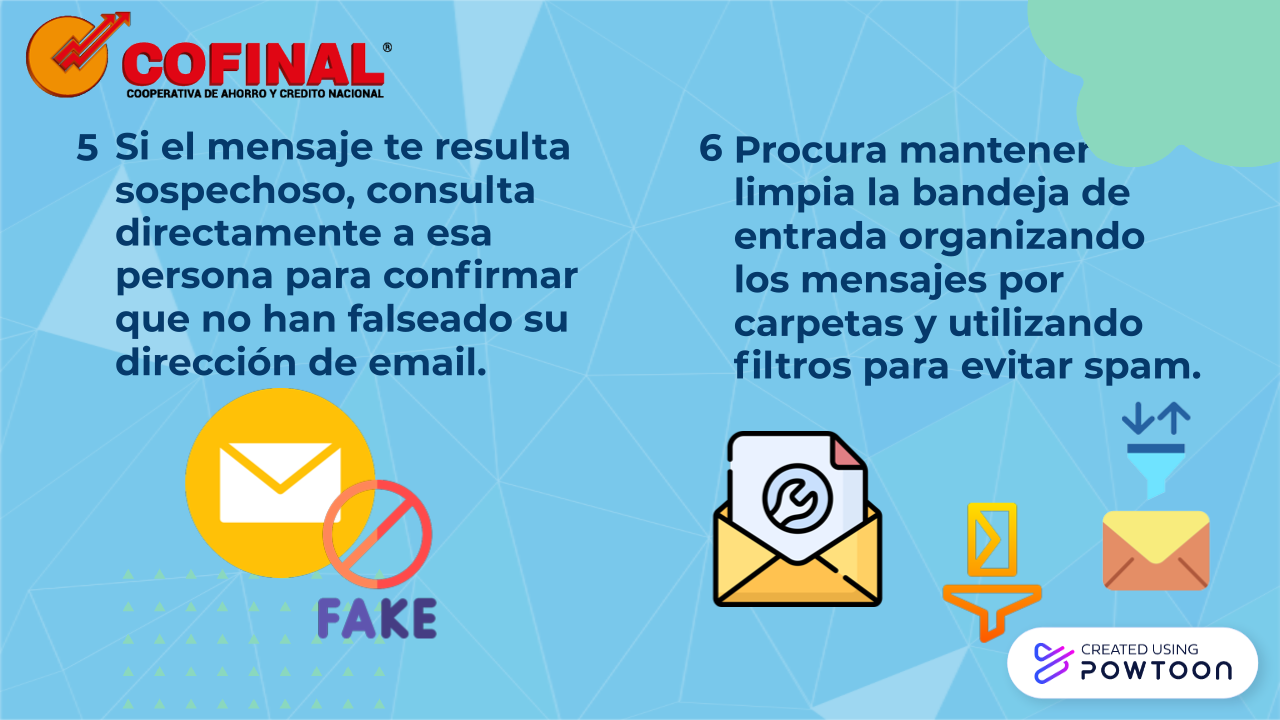 COFINAL®
COOPERATIVA DE AHORRO Y CREDITO NACIONAL
5 Si el mensaje te resulta
sospechoso, consulta
directamente a esa
persona para confirmar
que no han falseado su
dirección de email.
FAKE
6 Procura mantener
limpia la bandeja de
entrada organizando
los mensajes por
carpetas y utilizando
filtros para evitar spam.
CREATED USING
POWTOON